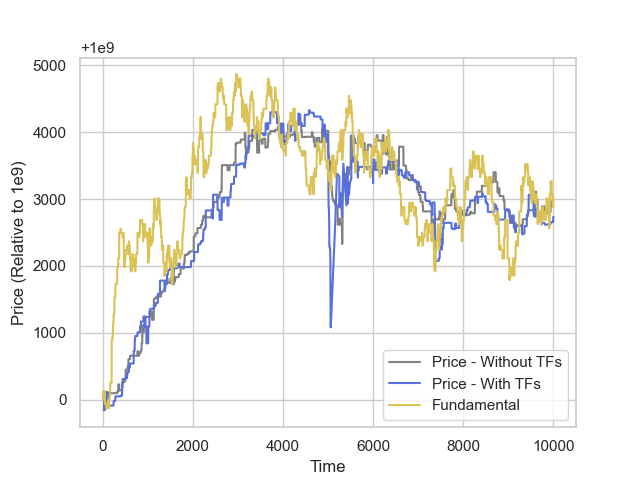 +1e9
5000
4000
3000
2000
1000
0
Price (Relative to 1e9)
0
2000
4000
6000
8000
10000
Time
Price - Without TFs
Price - With TFs
Fundamental